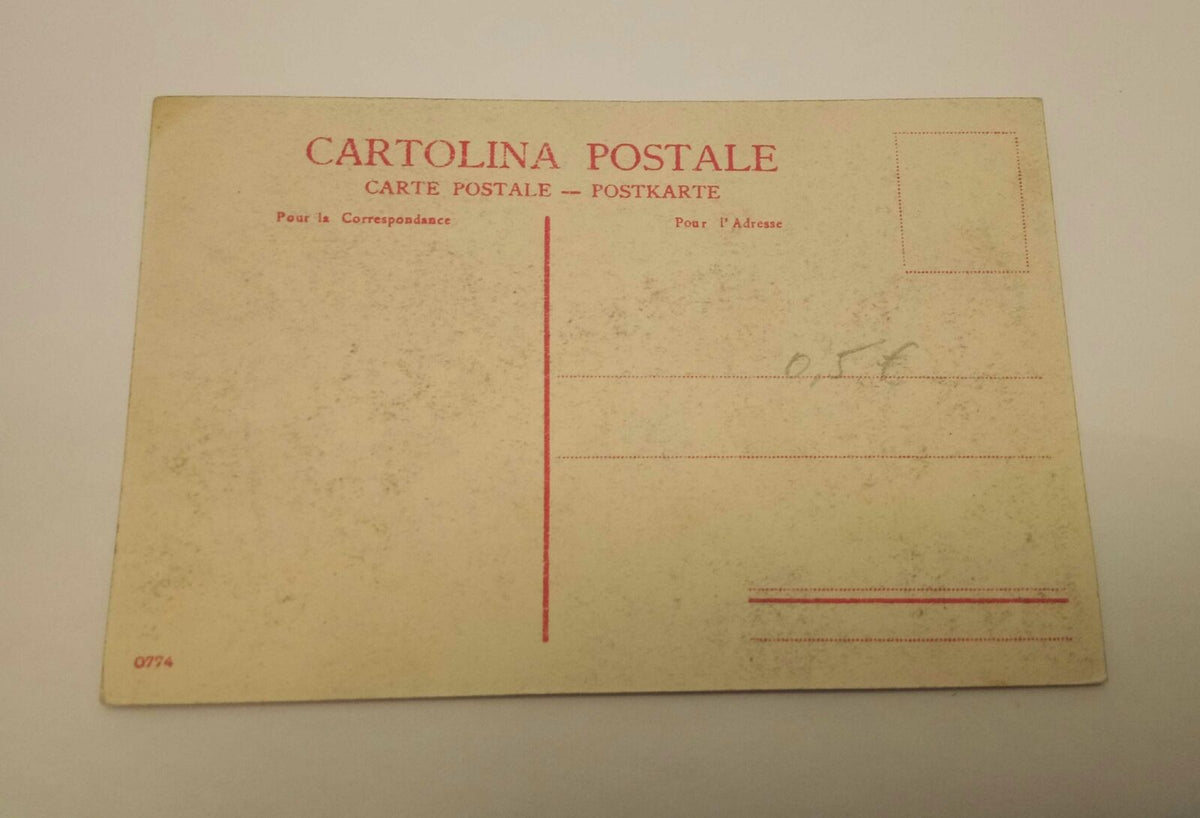 CARTOLINA POSTALE
CARTE POSTALE — POSTKARTE
Pour la Correspondance
Pour l'Adresse
0,5 €
0774